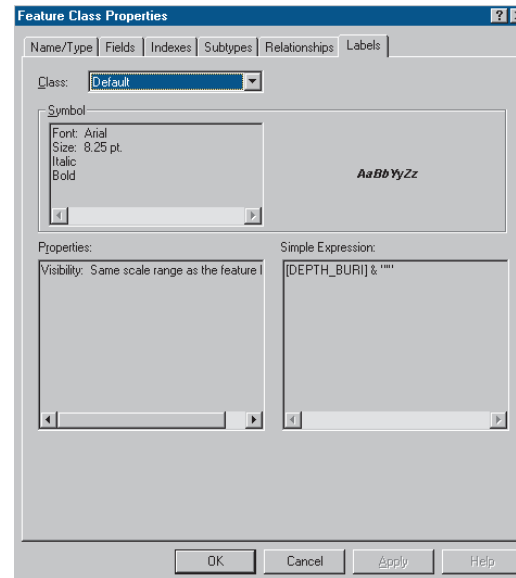 Feature Class Properties
Name/Type Fields Indexes Subtypes Relationships Labels
Class: Default
Symbol
Font: Arial
Size: 8.25 pt.
Italic
Bold
AaBbYyZz
Properties:
Visibility: Same scale range as the feature l
Simple Expression:
[DEPTH_BURI] & """"
OK Cancel Apply Help